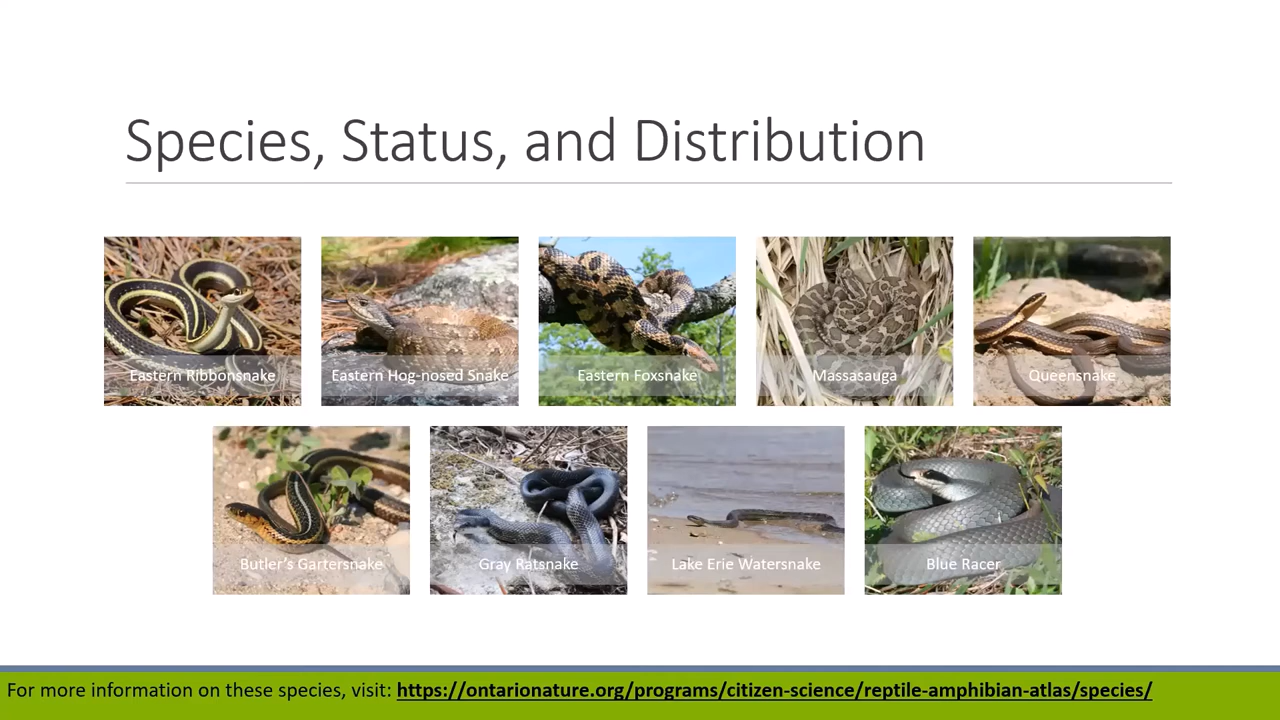 Species, Status, and Distribution
Eastern Ribbonsnake
Eastern Hog-nosed Snake
Eastern Foxsnake
Massasauga
Queensnake
Butler's Gartersnake
Gray Ratsnake
Lake Erie Watersnake
Blue Racer
For more information on these species, visit: https://ontarionature.org/programs/citizen-science/reptile-amphibian-atlas/species/